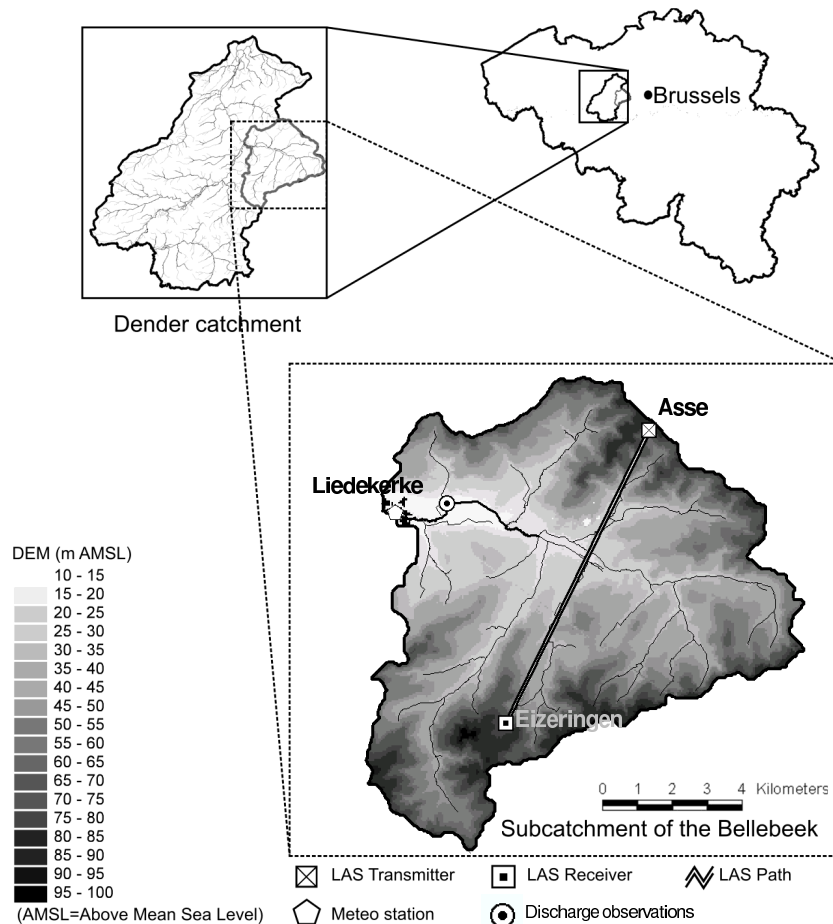 Brussels
Dender catchment
Asse
Liedekerke
Eizeringen
0 1 2 3 4 Kilometers
Subcatchment of the Bellebeek
DEM (m AMSL)
10 - 15
15 - 20
20 - 25
25 - 30
30 - 35
35 - 40
40 - 45
45 - 50
50 - 55
55 - 60
60 - 65
65 - 70
70 - 75
75 - 80
80 - 85
85 - 90
90 - 95
95 - 100
(AMSL=Above Mean Sea Level)
LAS Transmitter
LAS Receiver
LAS Path
Meteo station
Discharge observations